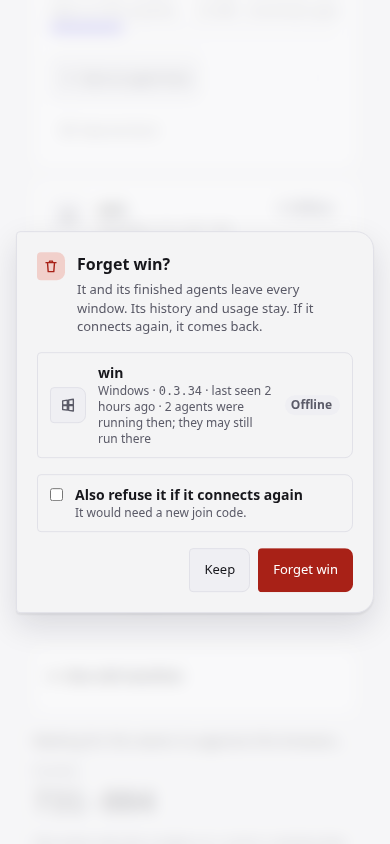 Forget win?
It and its finished agents leave every
window. Its history and usage stay. If it
connects again, it comes back.
win
Windows · 0.3.34 · last seen 2
hours ago · 2 agents were
running then; they may still
run there
Offline
Also refuse it if it connects again
It would need a new join code.
Keep
Forget win